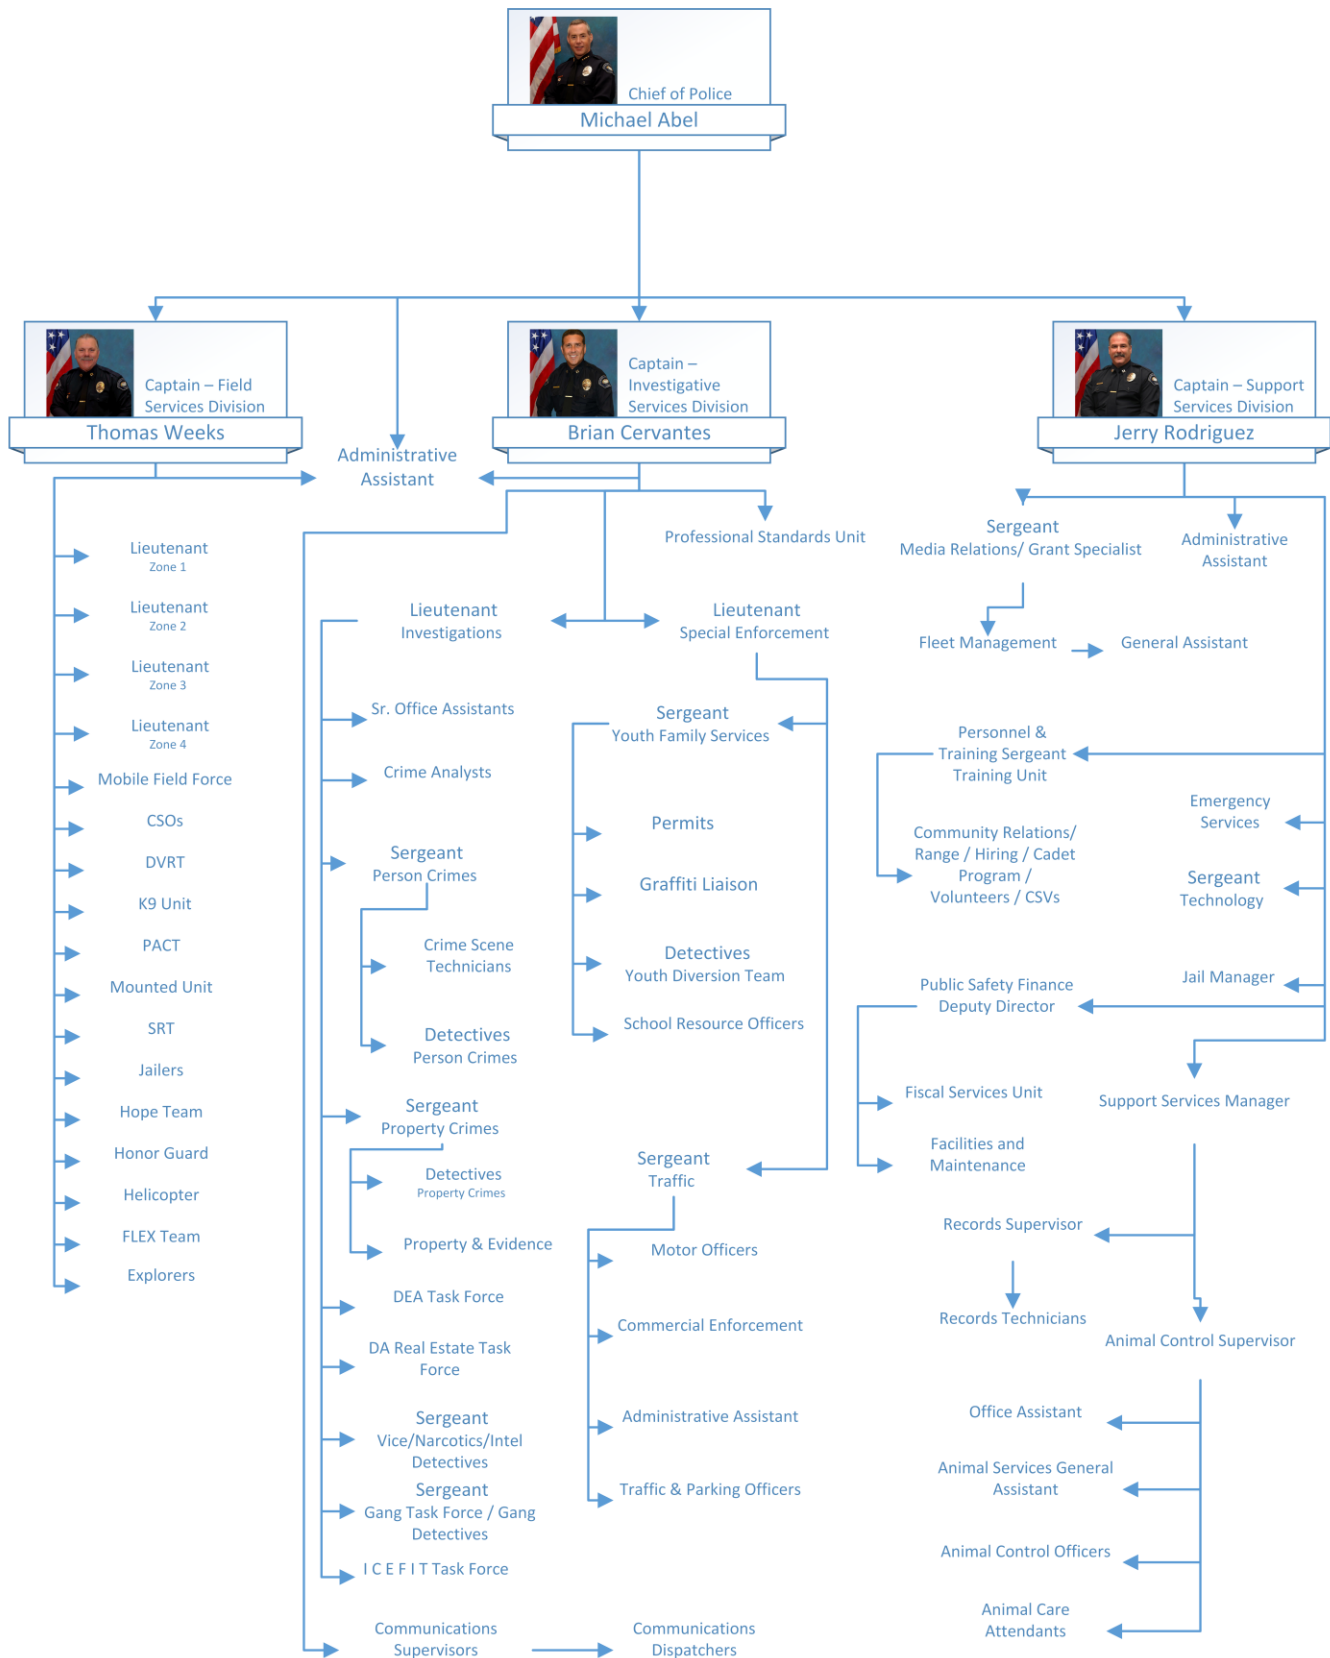 Chief of Police
Michael Abel
Captain – Field
Services Division
Thomas Weeks
Captain –
Investigative
Services Division
Brian Cervantes
Captain – Support
Services Division
Jerry Rodriguez
Administrative
Assistant
Lieutenant
Zone 1
Lieutenant
Zone 2
Lieutenant
Zone 3
Lieutenant
Zone 4
Mobile Field Force
CSOs
DVRT
K9 Unit
PACT
Mounted Unit
SRT
Jailers
Hope Team
Honor Guard
Helicopter
FLEX Team
Explorers
Professional Standards Unit
Lieutenant
Investigations
Sr. Office Assistants
Crime Analysts
Sergeant
Person Crimes
Crime Scene
Technicians
Detectives
Person Crimes
Sergeant
Property Crimes
Detectives
Property Crimes
Property & Evidence
DEA Task Force
DA Real Estate Task
Force
Sergeant
Vice/Narcotics/Intel
Detectives
Sergeant
Gang Task Force / Gang
Detectives
I C E F I T Task Force
Communications
Supervisors
Communications
Dispatchers
Lieutenant
Special Enforcement
Sergeant
Youth Family Services
Permits
Graffiti Liaison
Detectives
Youth Diversion Team
School Resource Officers
Sergeant
Traffic
Motor Officers
Commercial Enforcement
Administrative Assistant
Traffic & Parking Officers
Sergeant
Media Relations/ Grant Specialist
Administrative
Assistant
Fleet Management
General Assistant
Personnel &
Training Sergeant
Training Unit
Community Relations/
Range / Hiring / Cadet
Program /
Volunteers / CSVs
Emergency
Services
Sergeant
Technology
Jail Manager
Public Safety Finance
Deputy Director
Fiscal Services Unit
Facilities and
Maintenance
Support Services Manager
Records Supervisor
Records Technicians
Animal Control Supervisor
Office Assistant
Animal Services General
Assistant
Animal Control Officers
Animal Care
Attendants